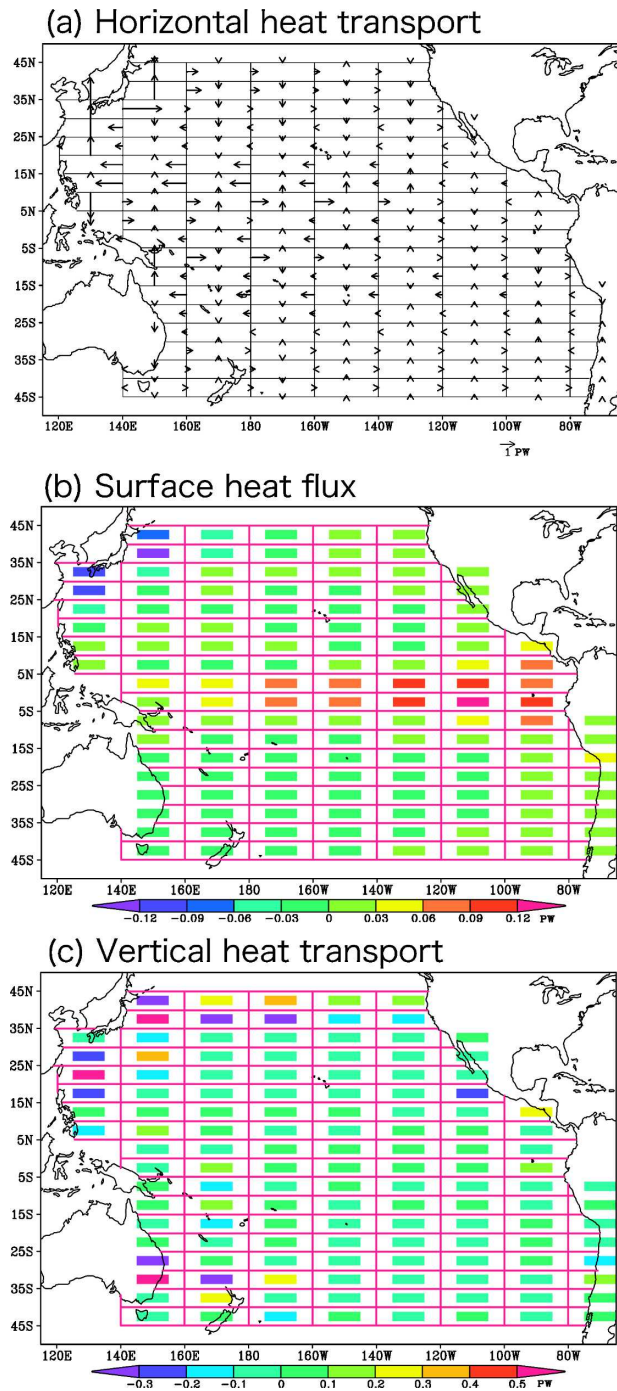 (a) Horizontal heat transport
45N
35N
25N
15N
5N
5S
15S
25S
35S
45S
120E 140E 160E 180 160W 140W 120W 100W 80W
1 PW
(b) Surface heat flux
45N
35N
25N
15N
5N
5S
15S
25S
35S
45S
120E 140E 160E 180 160W 140W 120W 100W 80W
-0.12 -0.09 -0.06 -0.03 0 0.03 0.06 0.09 0.12 PW
(c) Vertical heat transport
45N
35N
25N
15N
5N
5S
15S
25S
35S
45S
120E 140E 160E 180 160W 140W 120W 100W 80W
-0.3 -0.2 -0.1 0 0.1 0.2 0.3 0.4 0.5 PW